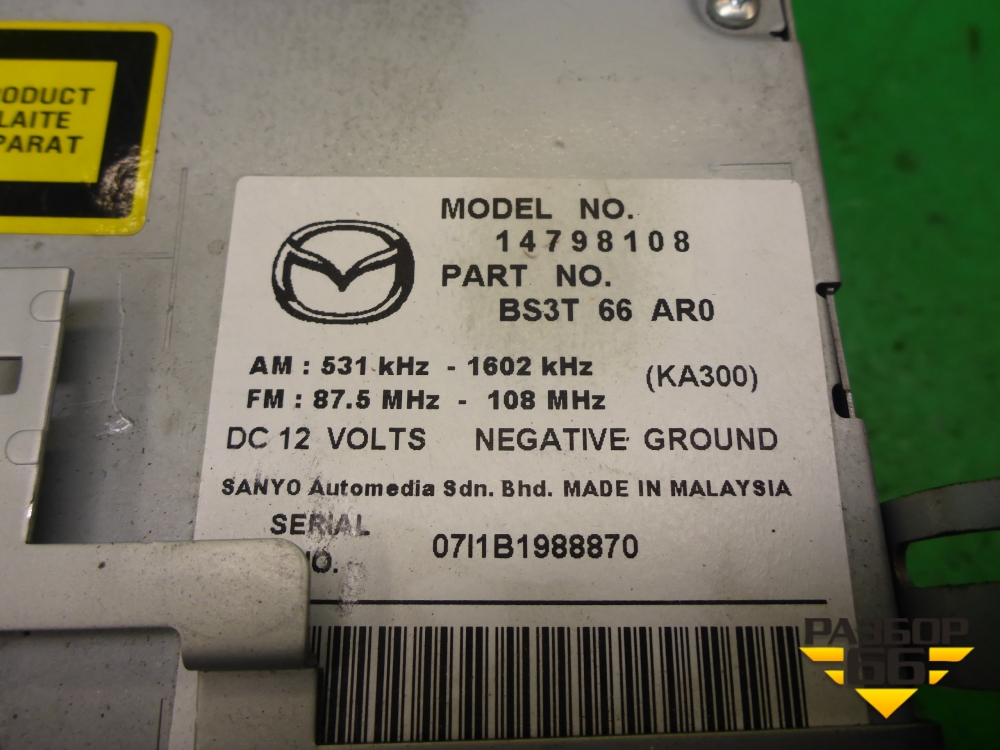 RODUCT
LAITE
PARAT
MODEL NO.
14798108
PART NO.
BS3T 66 AR0
AM : 531 kHz - 1602 kHz
(KA300)
FM : 87.5 MHz - 108 MHz
DC 12 VOLTS NEGATIVE GROUND
SANYO Automedia Sdn. Bhd. MADE IN MALAYSIA
SERIAL
NO.
07I1B1988870
РАЗБОР
66